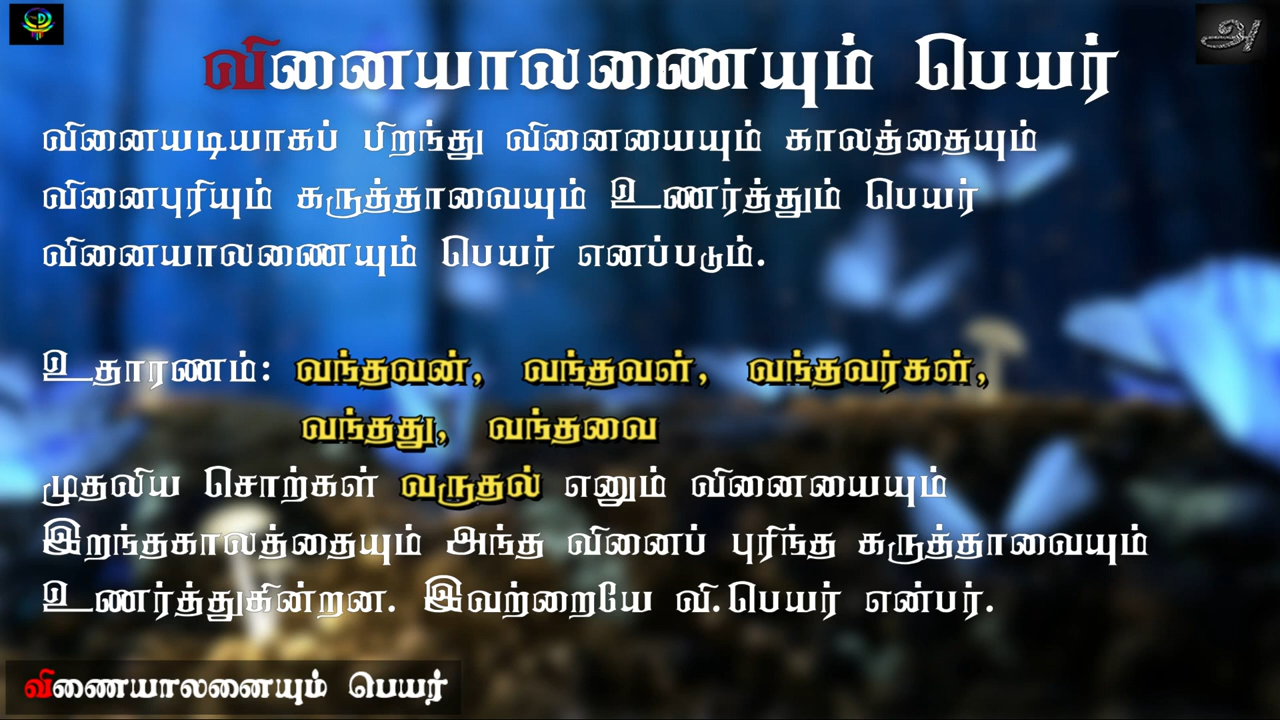 வினையாலணையும் பெயர்
வினையடியாகப் பிறந்து வினையையும் காலத்தையும்
வினைபுரியும் கருத்தாவையும் உணர்த்தும் பெயர்
வினையாலணையும் பெயர் எனப்படும்.
உதாரணம்: வந்தவன், வந்தவள், வந்தவர்கள்,
வந்தது, வந்தவை
முதலிய சொற்கள் வருதல் எனும் வினையையும்
இறந்தகாலத்தையும் அந்த வினைப் புரிந்த கருத்தாவையும்
உணர்த்துகின்றன. இவற்றையே வி.பெயர் என்பர்.
விணையாலனையும் பெயர்
D
அ